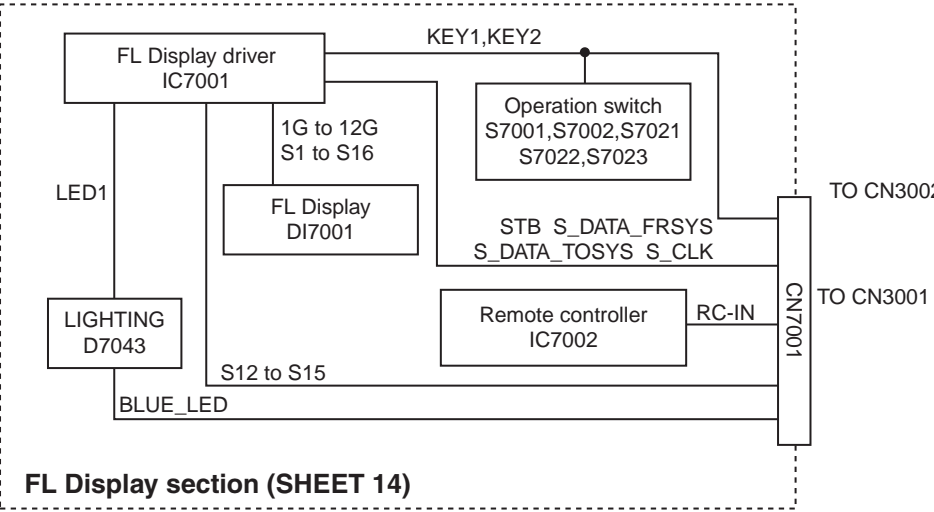 FL Display driver
IC7001
KEY1,KEY2
Operation switch
S7001,S7002,S7021
S7022,S7023
1G to 12G
S1 to S16
LED1
FL Display
DI7001
TO CN3002
STB S_DATA_FRSYS
S_DATA_TOSYS S_CLK
CN7001
TO CN3001
LIGHTING
D7043
Remote controller
IC7002
RC-IN
S12 to S15
BLUE_LED
FL Display section (SHEET 14)